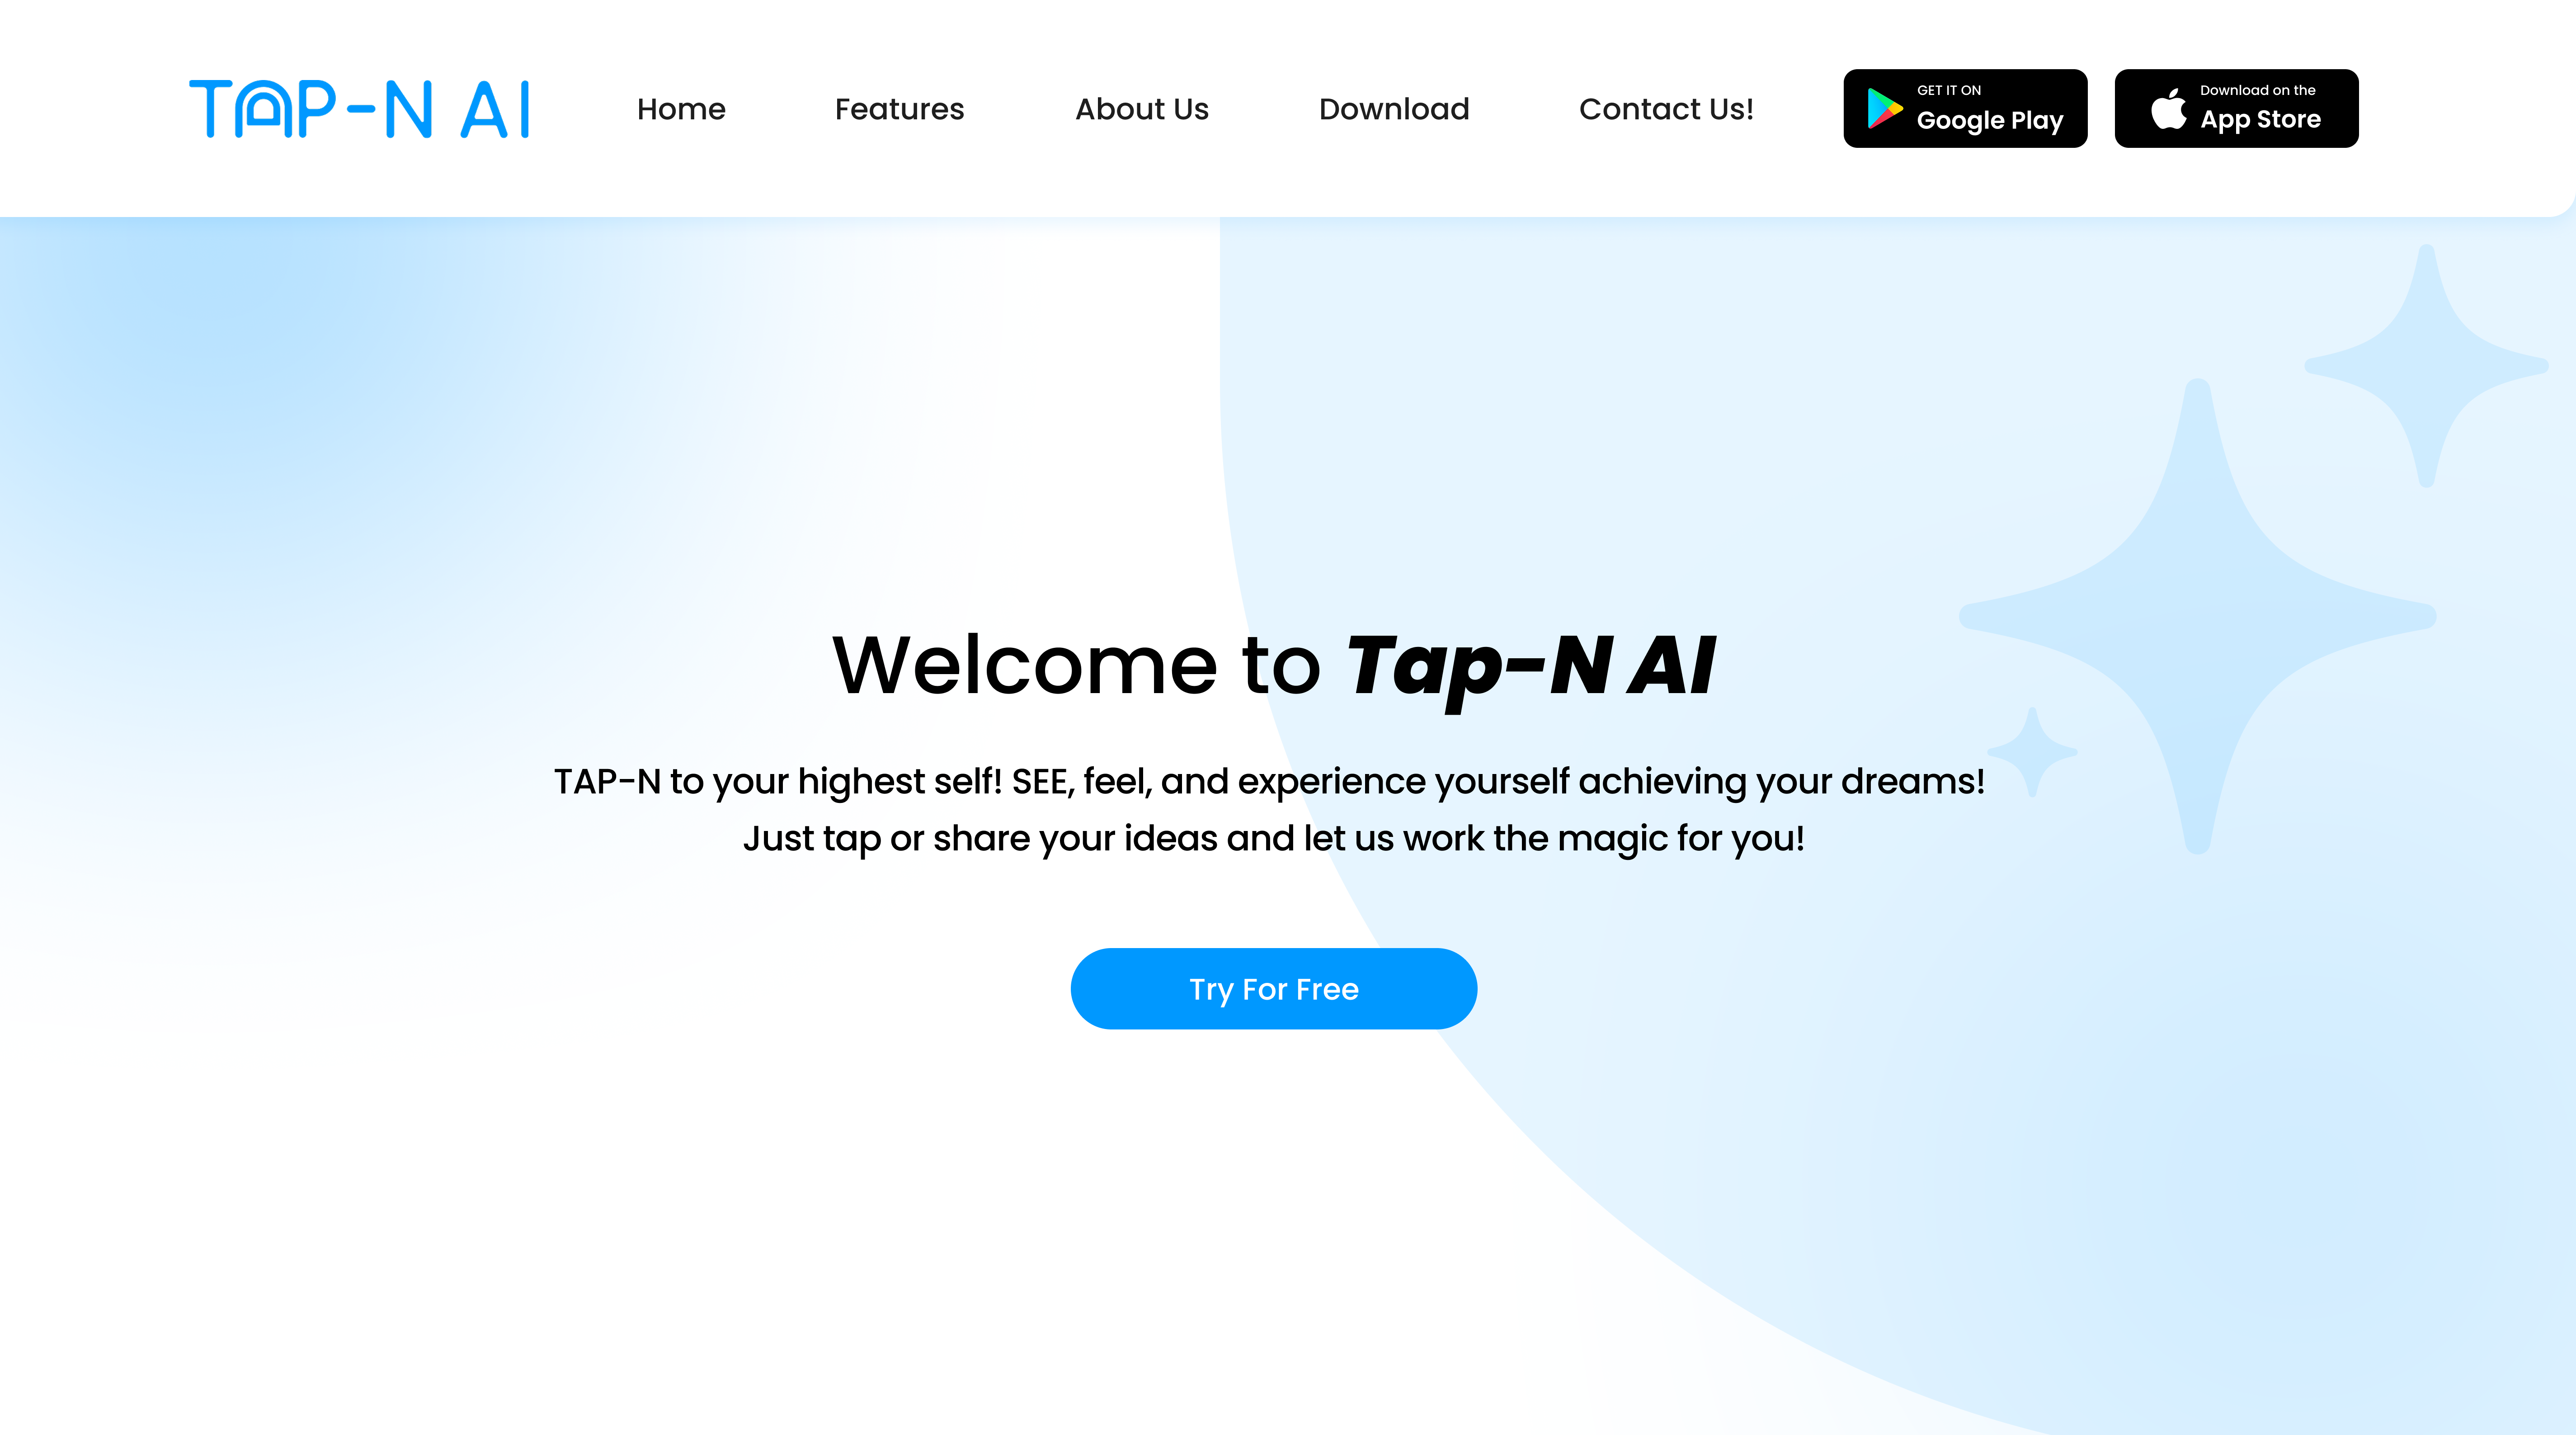 TAP-N AI
Home
Features
About Us
Download
Contact Us!
GET IT ON
Google Play
Download on the
App Store
Welcome to Tap-N AI
TAP-N to your highest self! SEE, feel, and experience yourself achieving your dreams!
Just tap or share your ideas and let us work the magic for you!
Try For Free